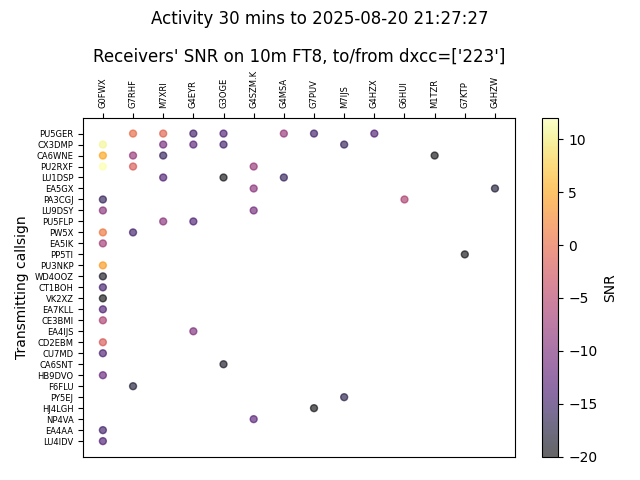 Activity 30 mins to 2025-08-20 21:27:27
Receivers' SNR on 10m FT8, to/from dxcc=['223']
G0FWX G7RHF M7XRI G4EYR G3OGE G4SZM.K G4MSA G7PUV M7IJS G4HZX G6HUI M1TZR G7KTP G4HZW
Transmitting callsign
PU5GER
CX3DMP
CA6WNE
PU2RXF
LU1DSP
EA5GX
PA3CGJ
LU9DSY
PU5FLP
PW5X
EA5IK
PP5TI
PU3NKP
WD4OOZ
CT1BOH
VK2XZ
EA7KLL
CE3BMI
EA4IJS
CD2EBM
CU7MD
CA6SNT
HB9DVO
F6FLU
PY5EJ
HJ4LGH
NP4VA
EA4AA
LU4IDV
10
5
0
−5
−10
−15
−20
SNR